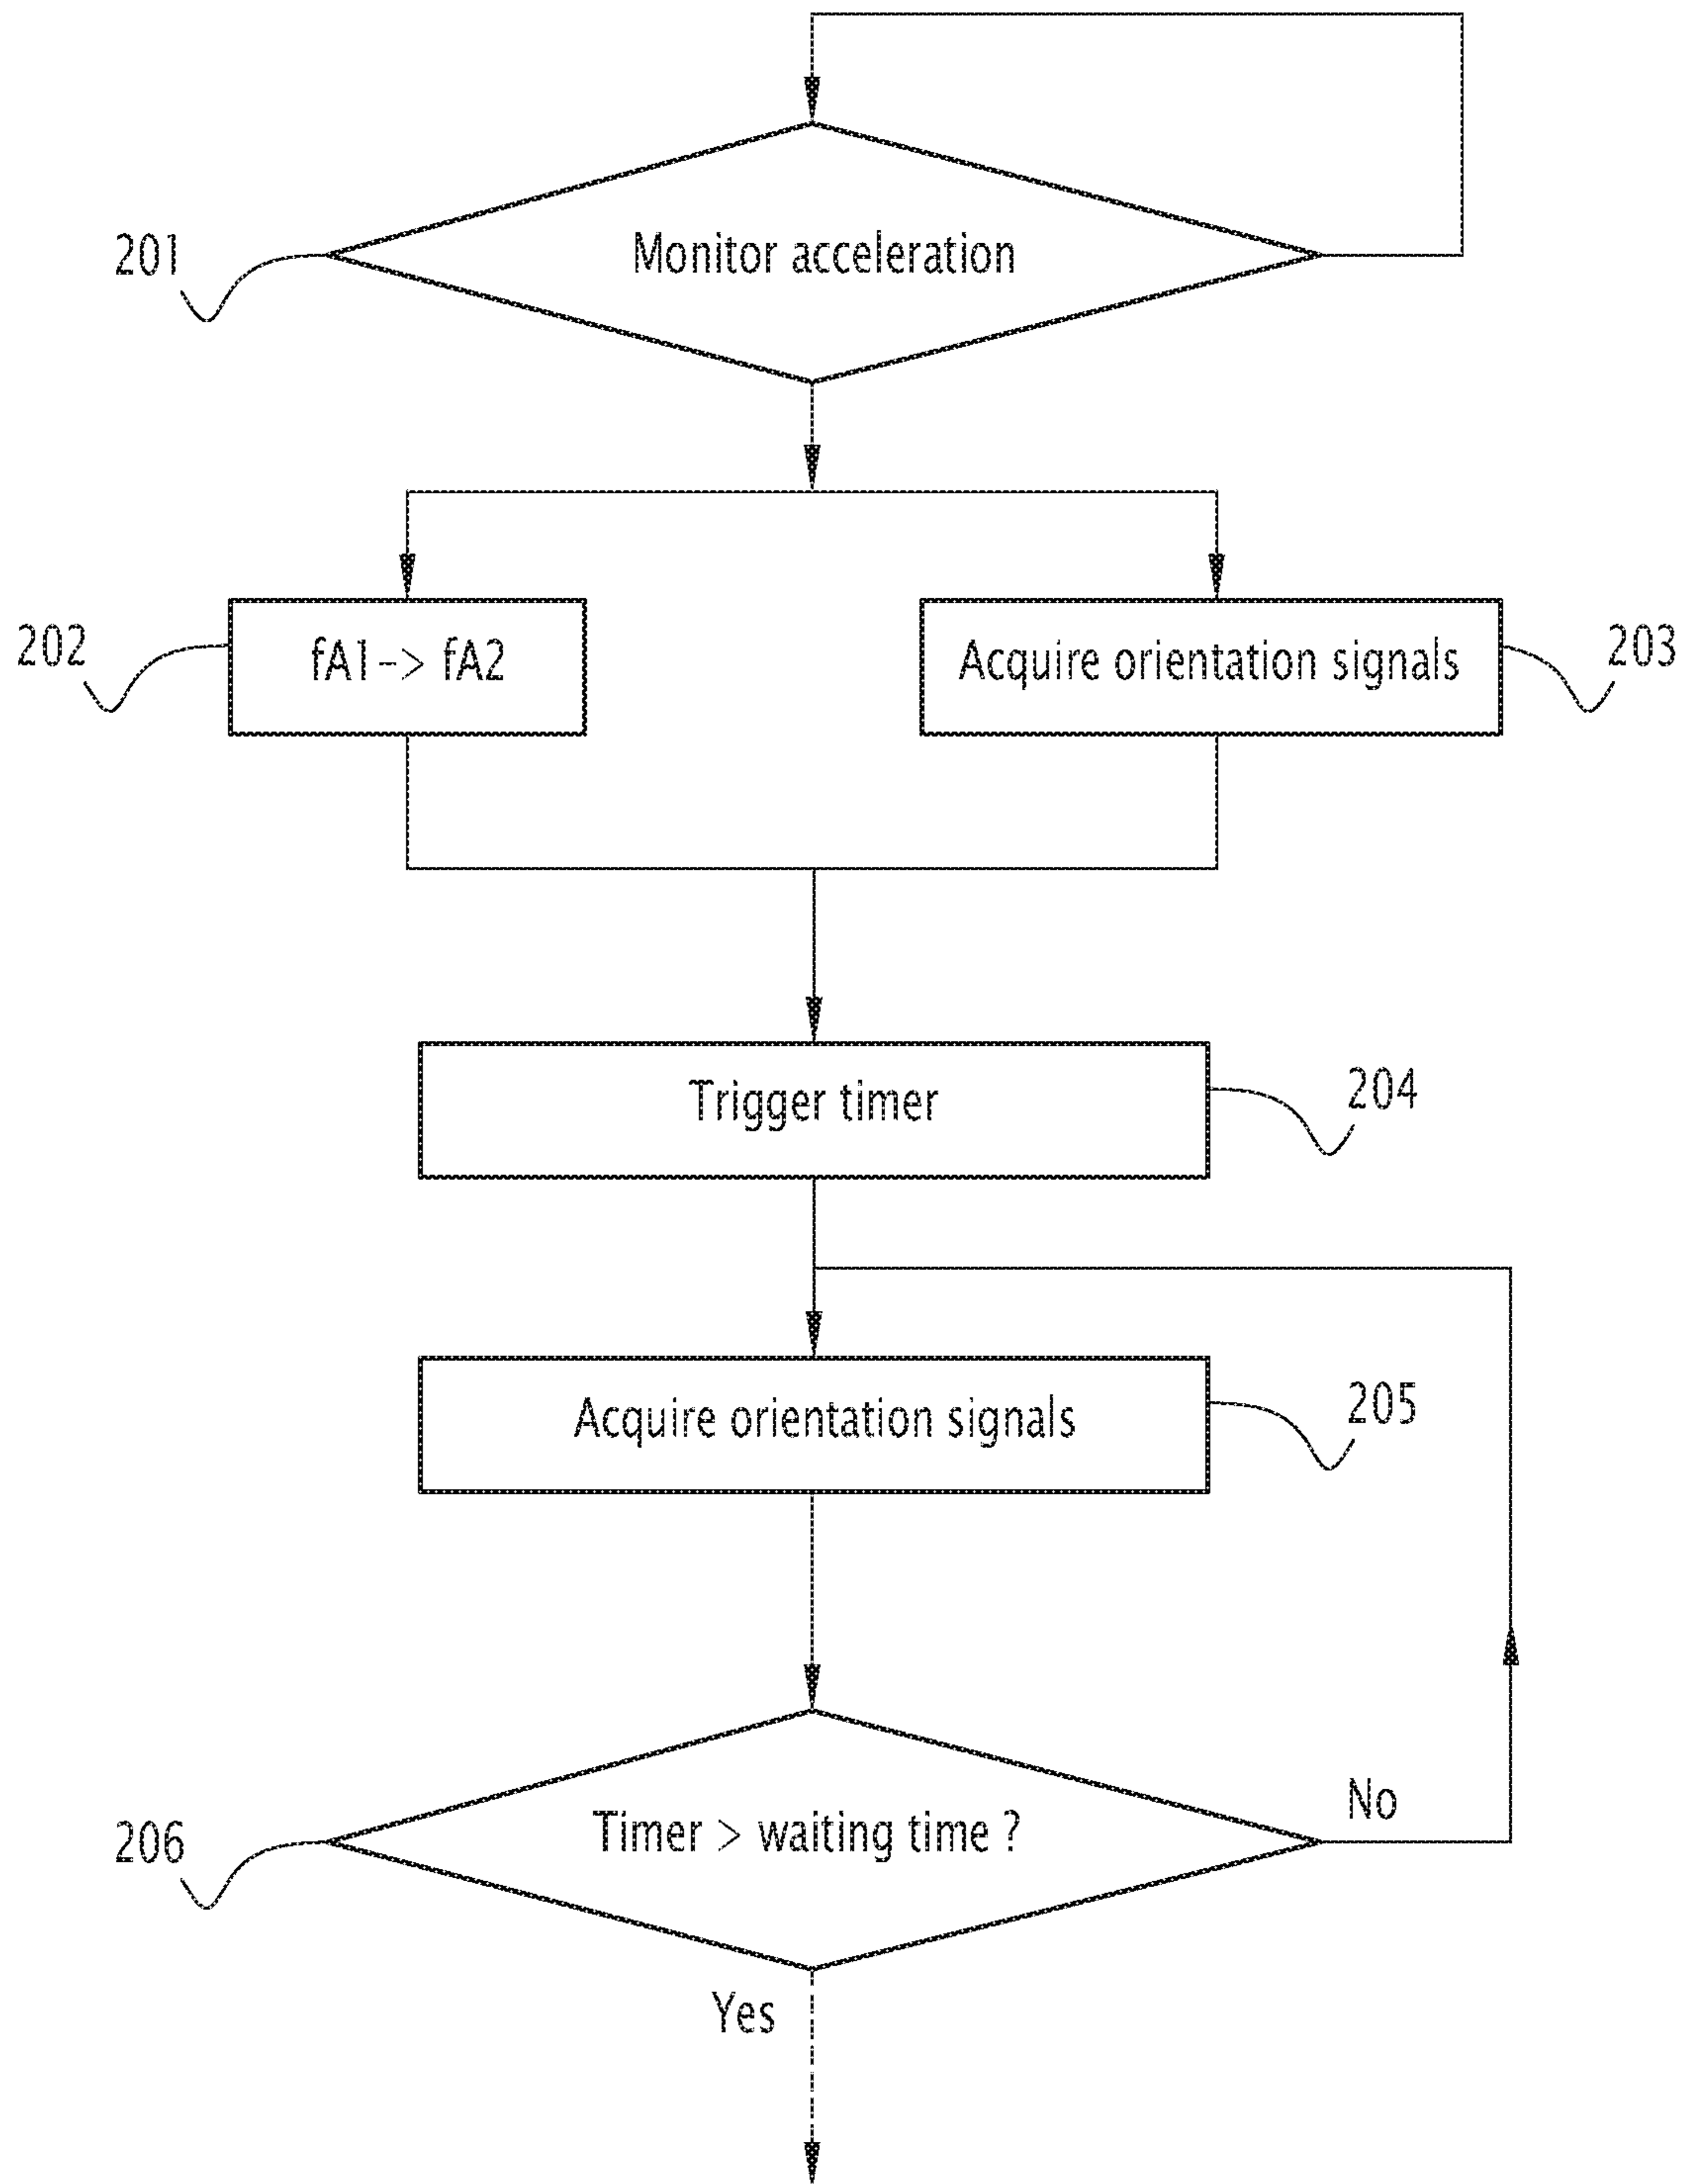 201
Monitor acceleration
202
fA1 -> fA2
Acquire orientation signals
203
Trigger timer
204
Acquire orientation signals
205
No
206
Timer > waiting time ?
Yes